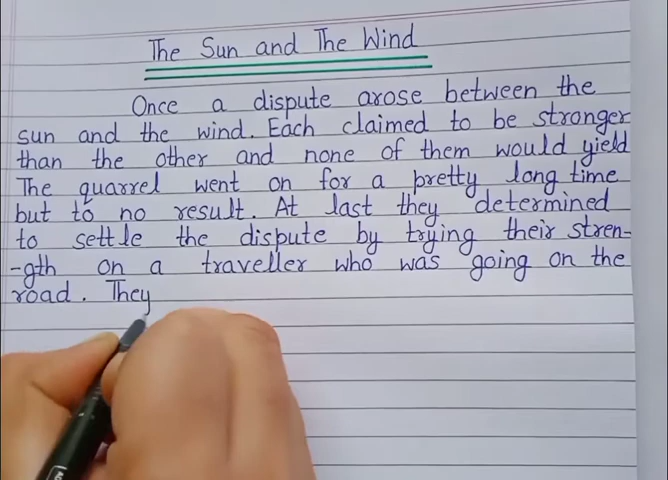 The Sun and The Wind
Once a dispute arose between the
sun and the wind. Each claimed to be stronger
than the other and none of them would yield
The quarrel went on for a pretty long time
but to no result. At last they determined
to settle the dispute by trying their stren-
-gth on a traveller who was going on the
road. They